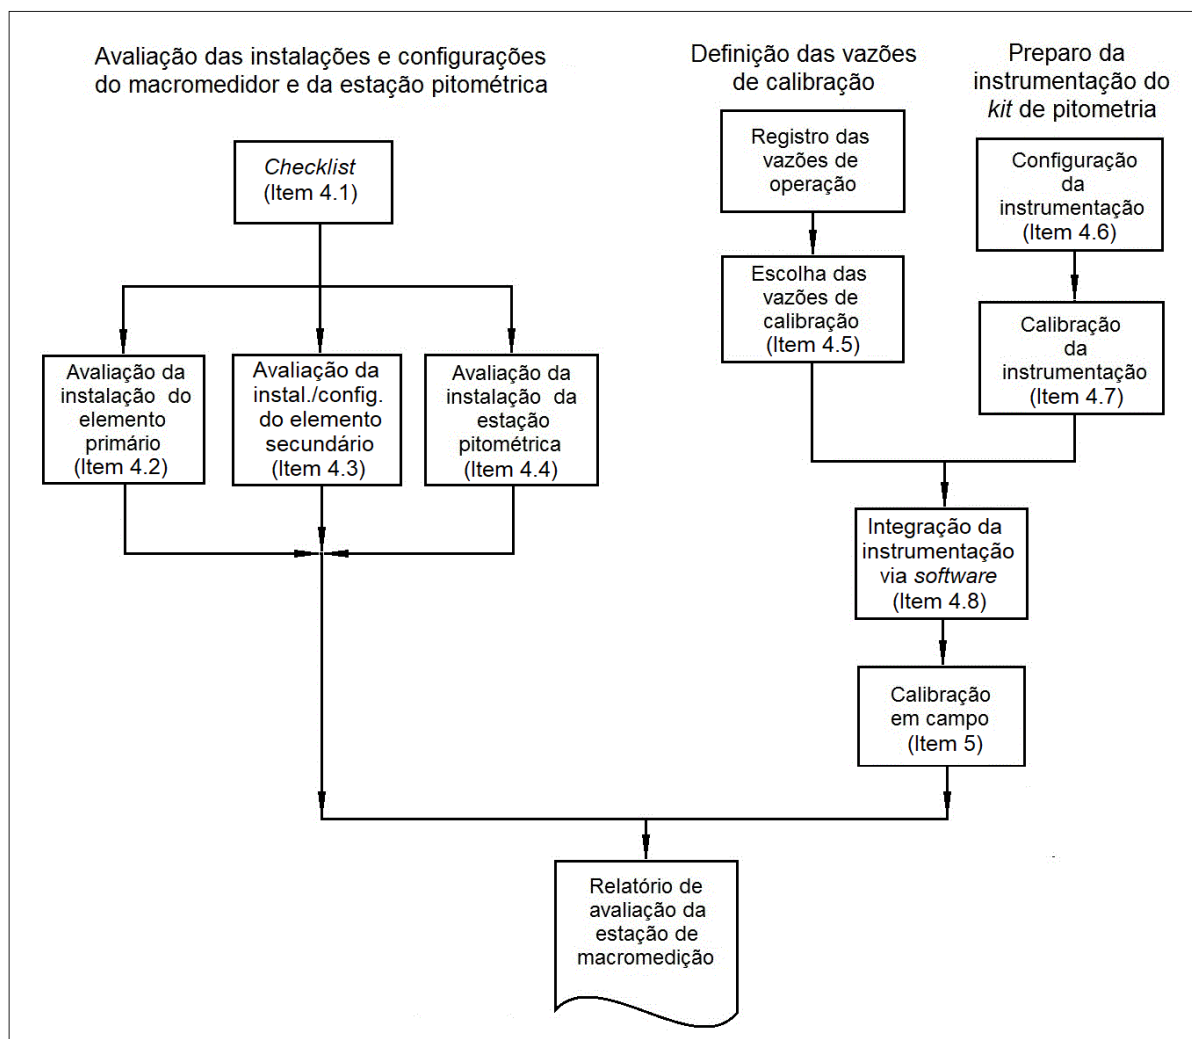 Avaliação das instalações e configurações
do macromedidor e da estação pitométrica
Definição das vazões
de calibração
Preparo da
instrumentação do
kit de pitometria
Checklist
(Item 4.1)
Registro das
vazões de
operação
Configuração
da
instrumentação
(Item 4.6)
Escolha das
vazões de
calibração
(Item 4.5)
Calibração
da
instrumentação
(Item 4.7)
Avaliação da
instalação do
elemento
primário
(Item 4.2)
Avaliação da
instal./config.
do elemento
secundário
(Item 4.3)
Avaliação da
instalação da
estação
pitométrica
(Item 4.4)
Integração da
instrumentação
via software
(Item 4.8)
Calibração
em campo
(Item 5)
Relatório de
avaliação da
estação de
macromedição